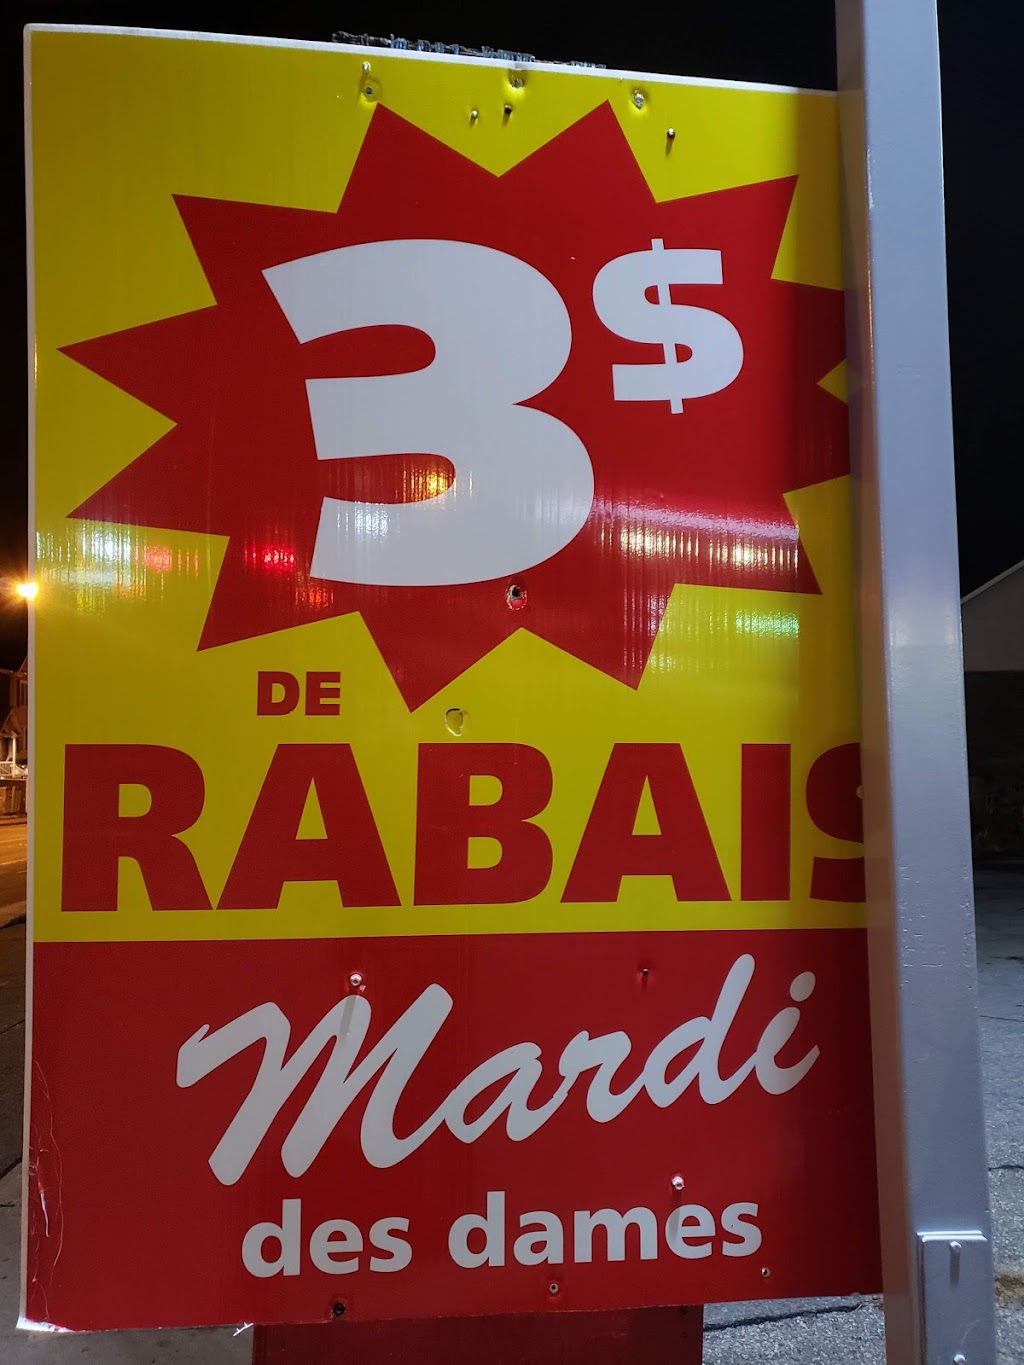 3$
DE
RABAIS
Mardi
des dames